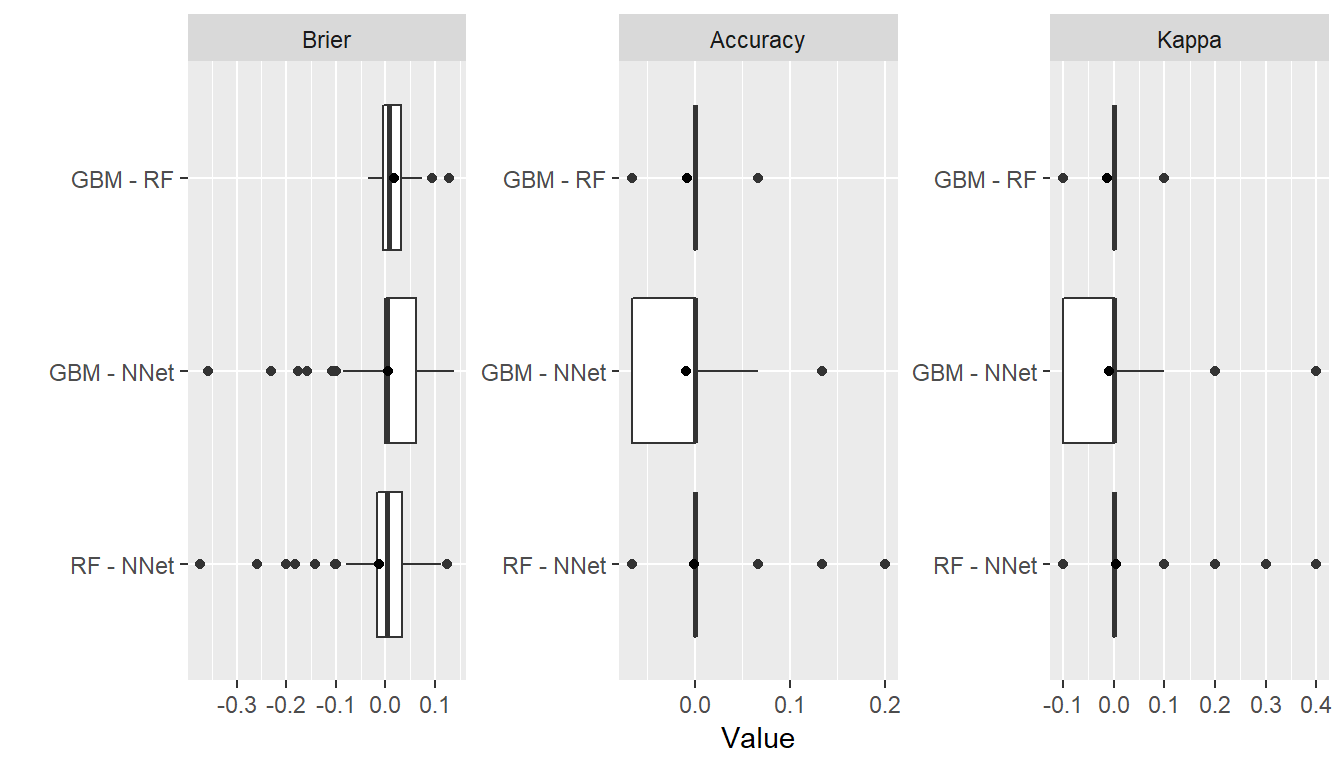 Brier
Accuracy
Kappa
GBM - RF
GBM - NNet
RF - NNet
-0.3 -0.2 -0.1 0.0 0.1
GBM - RF
GBM - NNet
RF - NNet
0.0 0.1 0.2
GBM - RF
GBM - NNet
RF - NNet
-0.1 0.0 0.1 0.2 0.3 0.4
Value